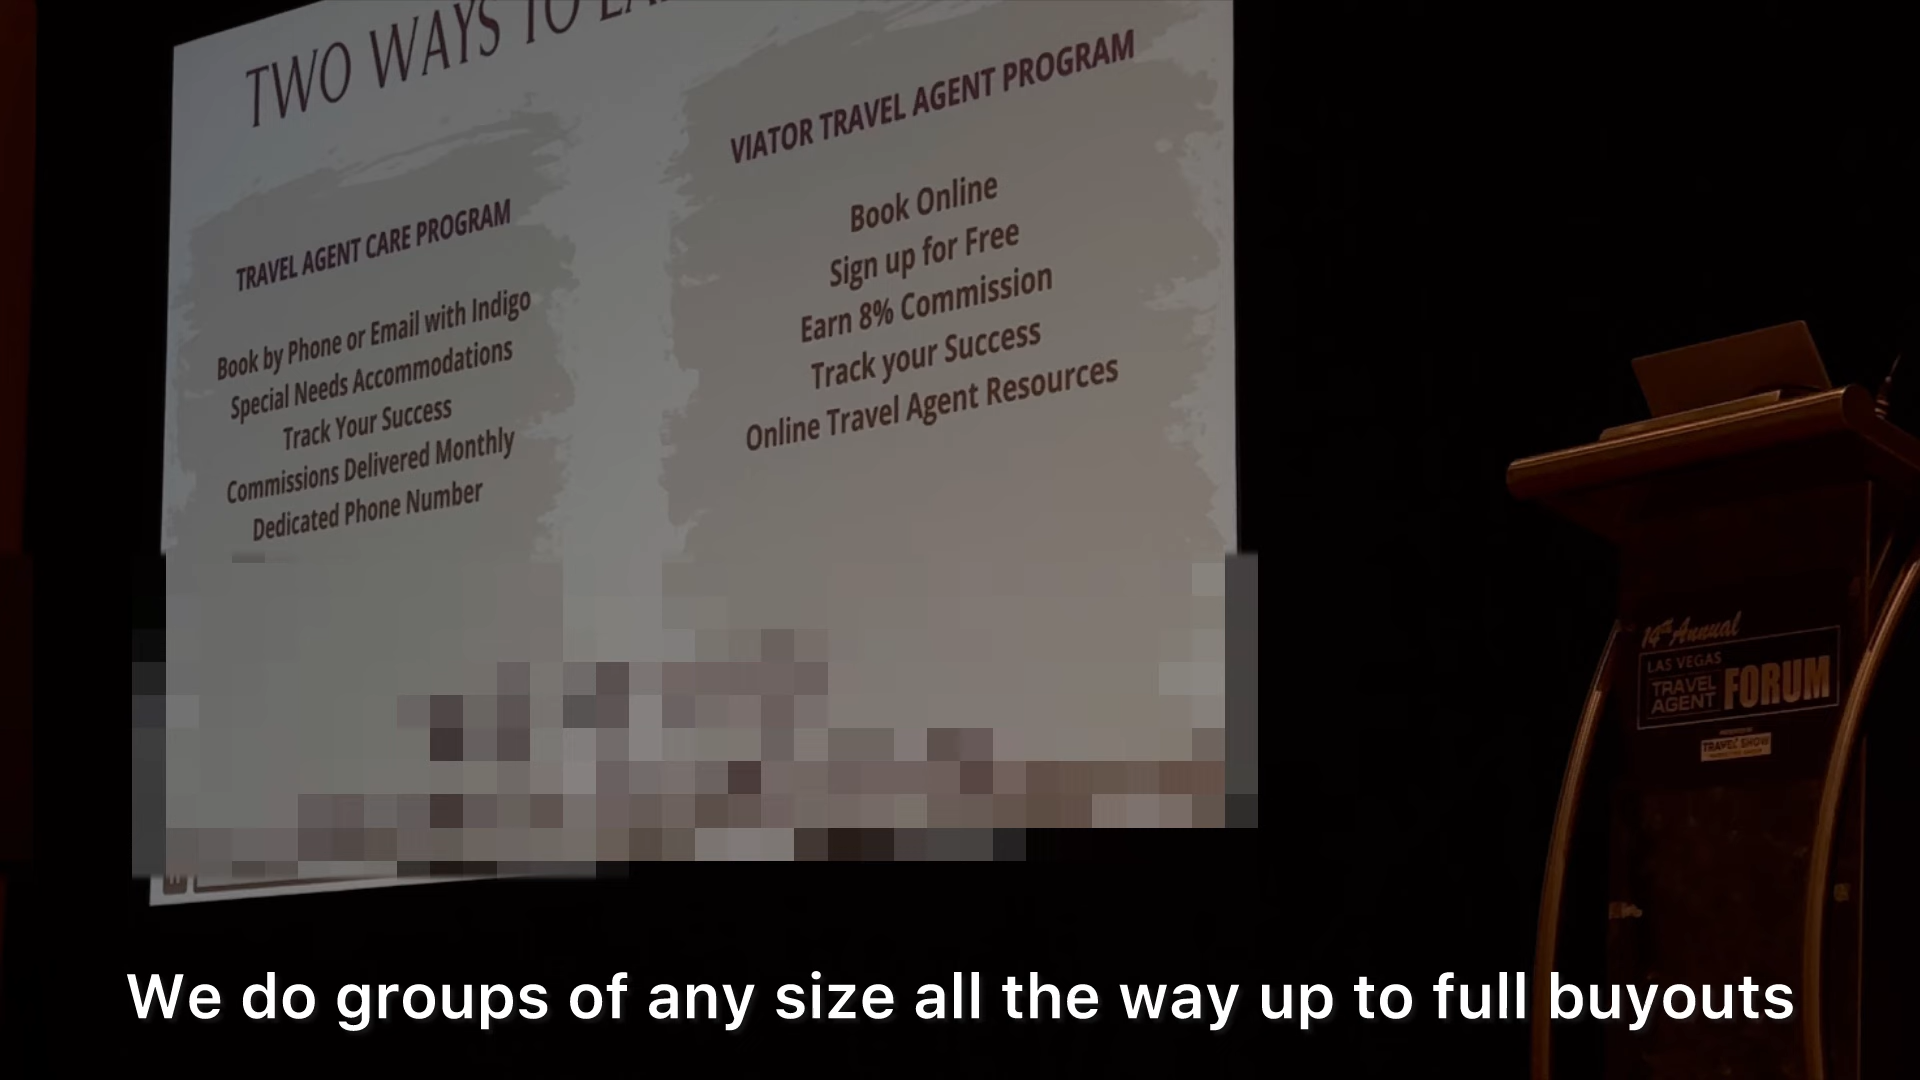 TWO WAYS TO
TRAVEL AGENT CARE PROGRAM
Book by Phone or Email with Indigo
Special Needs Accommodations
Track Your Success
Commissions Delivered Monthly
Dedicated Phone Number
VIATOR TRAVEL AGENT PROGRAM
Book Online
Sign up for Free
Earn 8% Commission
Track your Success
Online Travel Agent Resources
14th Annual
LAS VEGAS
TRAVEL
AGENT
FORUM
TRAVEL SHOW
We do groups of any size all the way up to full buyouts